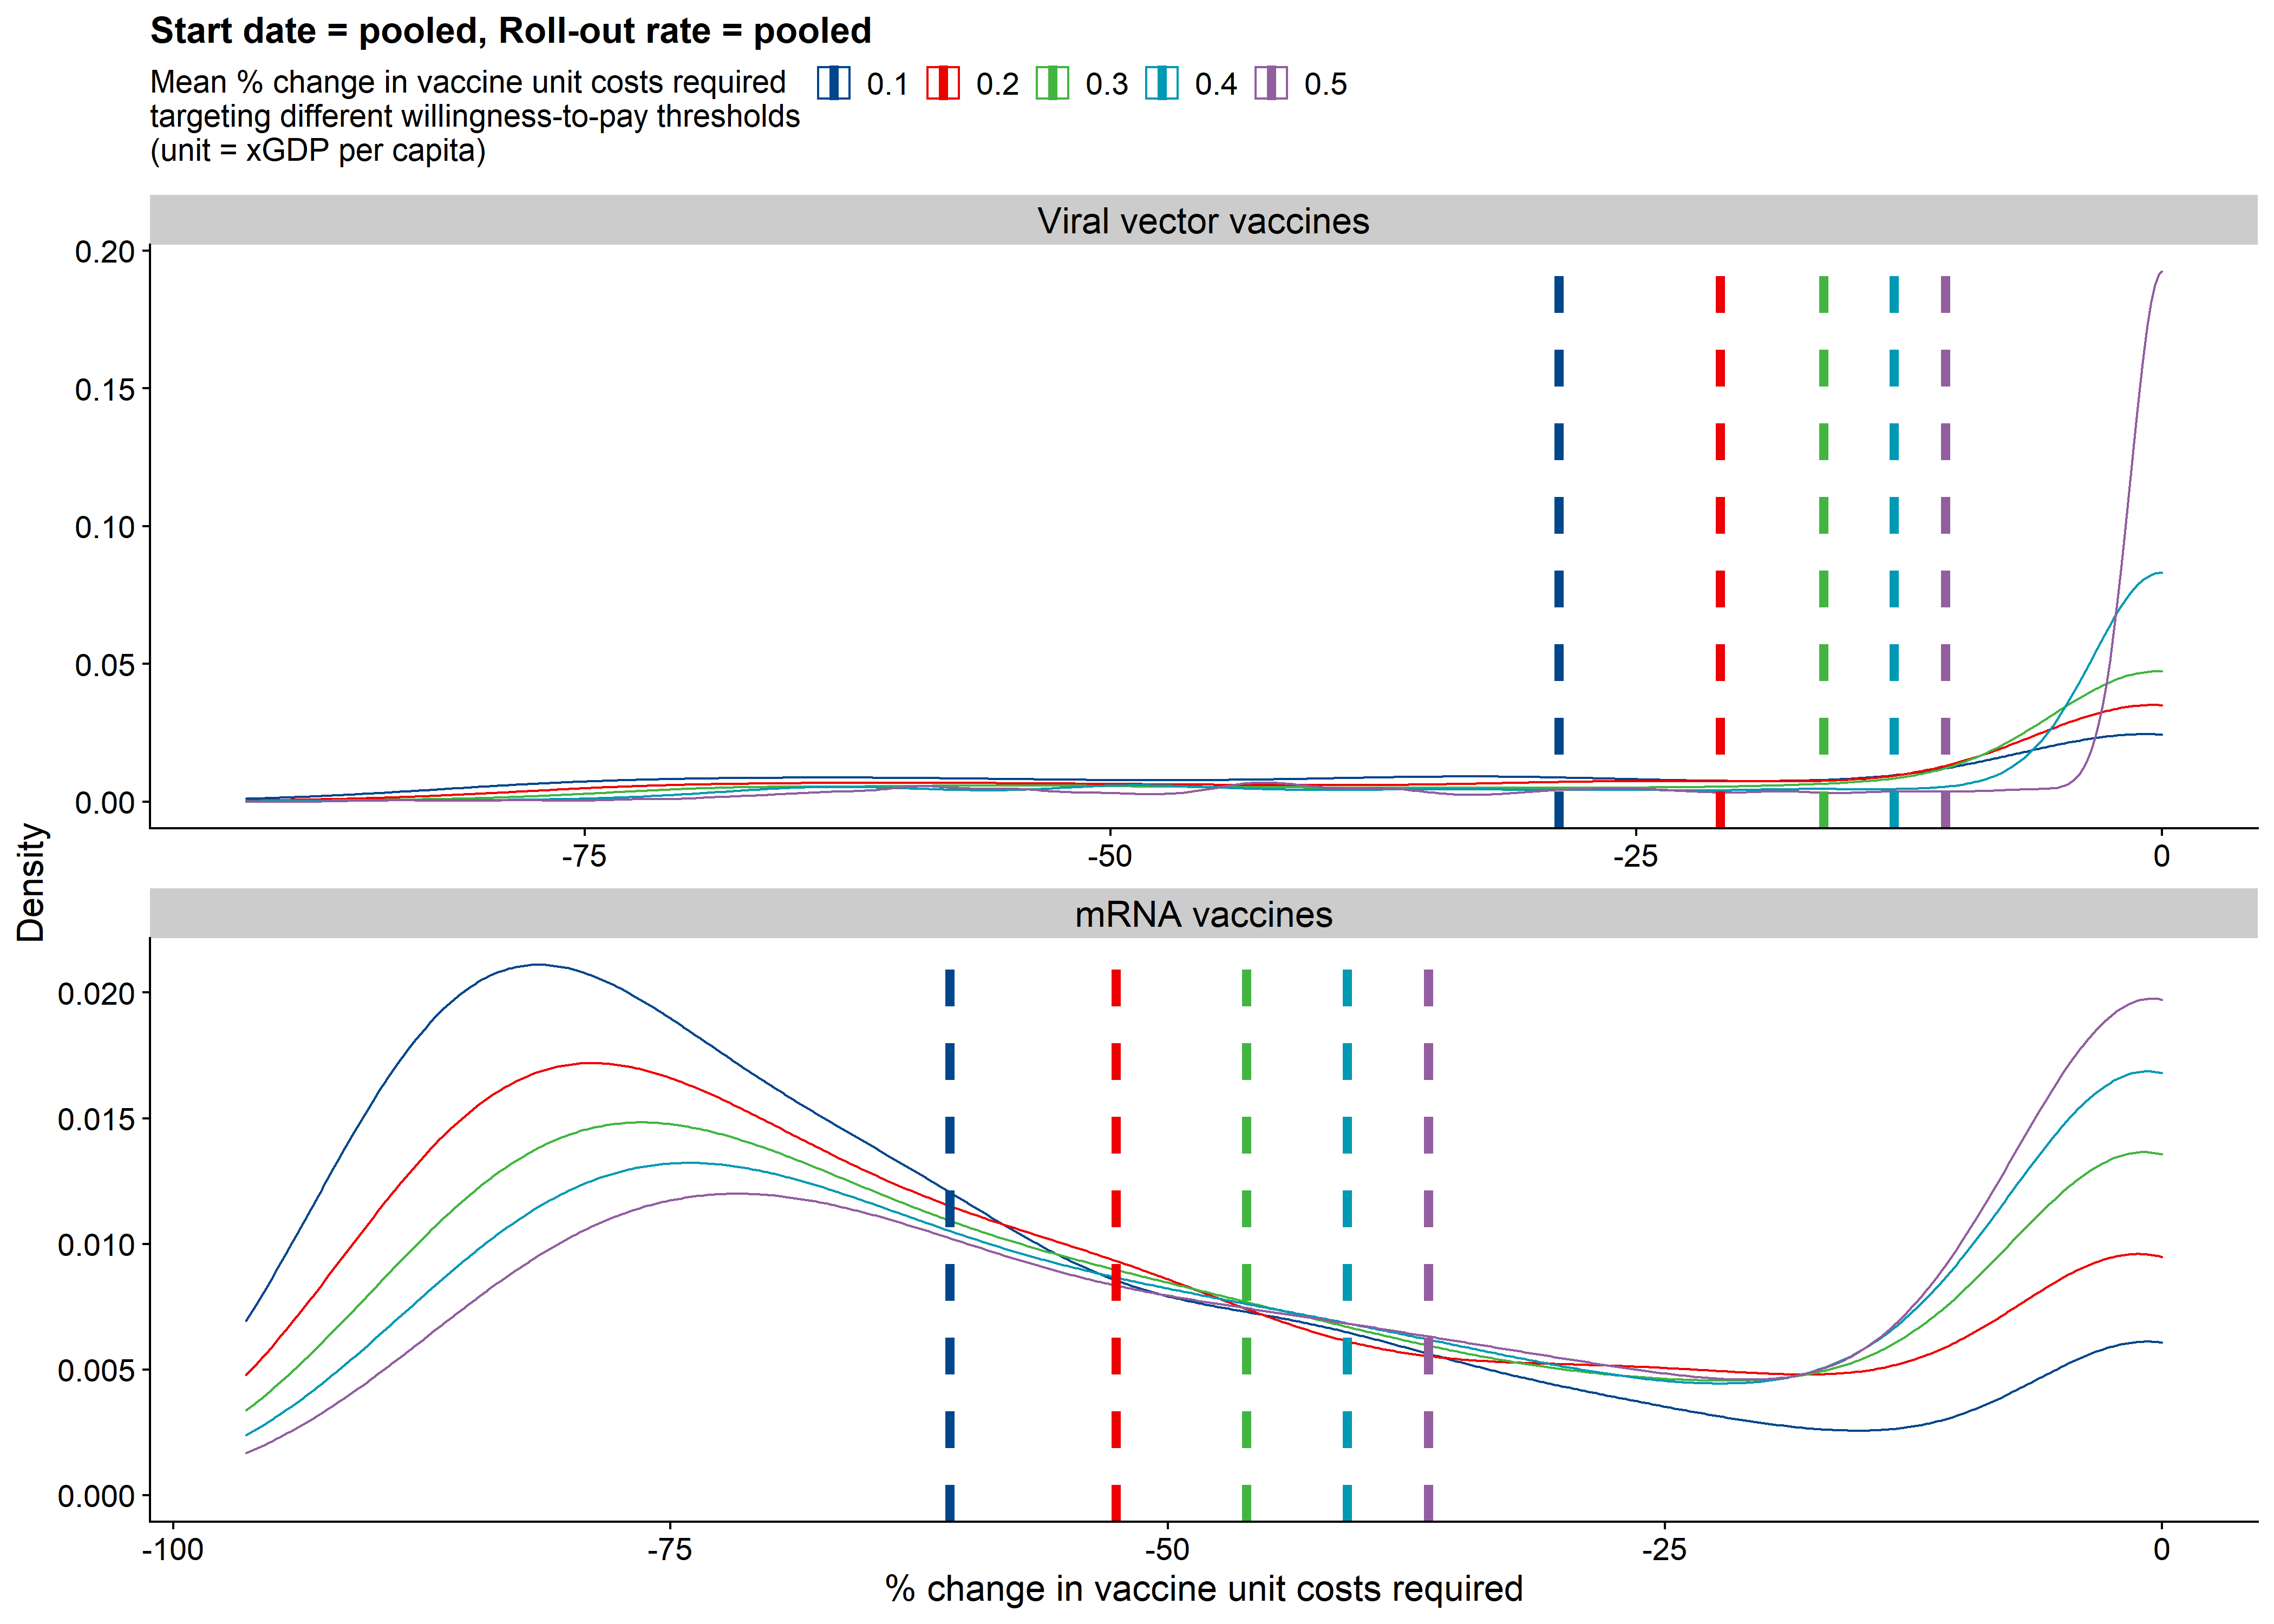 Start date = pooled, Roll-out rate = pooled
Mean % change in vaccine unit costs required
targeting different willingness-to-pay thresholds
(unit = xGDP per capita)
0.1 0.2 0.3 0.4 0.5
Viral vector vaccines
0.20
0.15
0.10
0.05
0.00
-75 -50 -25 0
Density
mRNA vaccines
0.020
0.015
0.010
0.005
0.000
-100 -75 -50 -25 0
% change in vaccine unit costs required